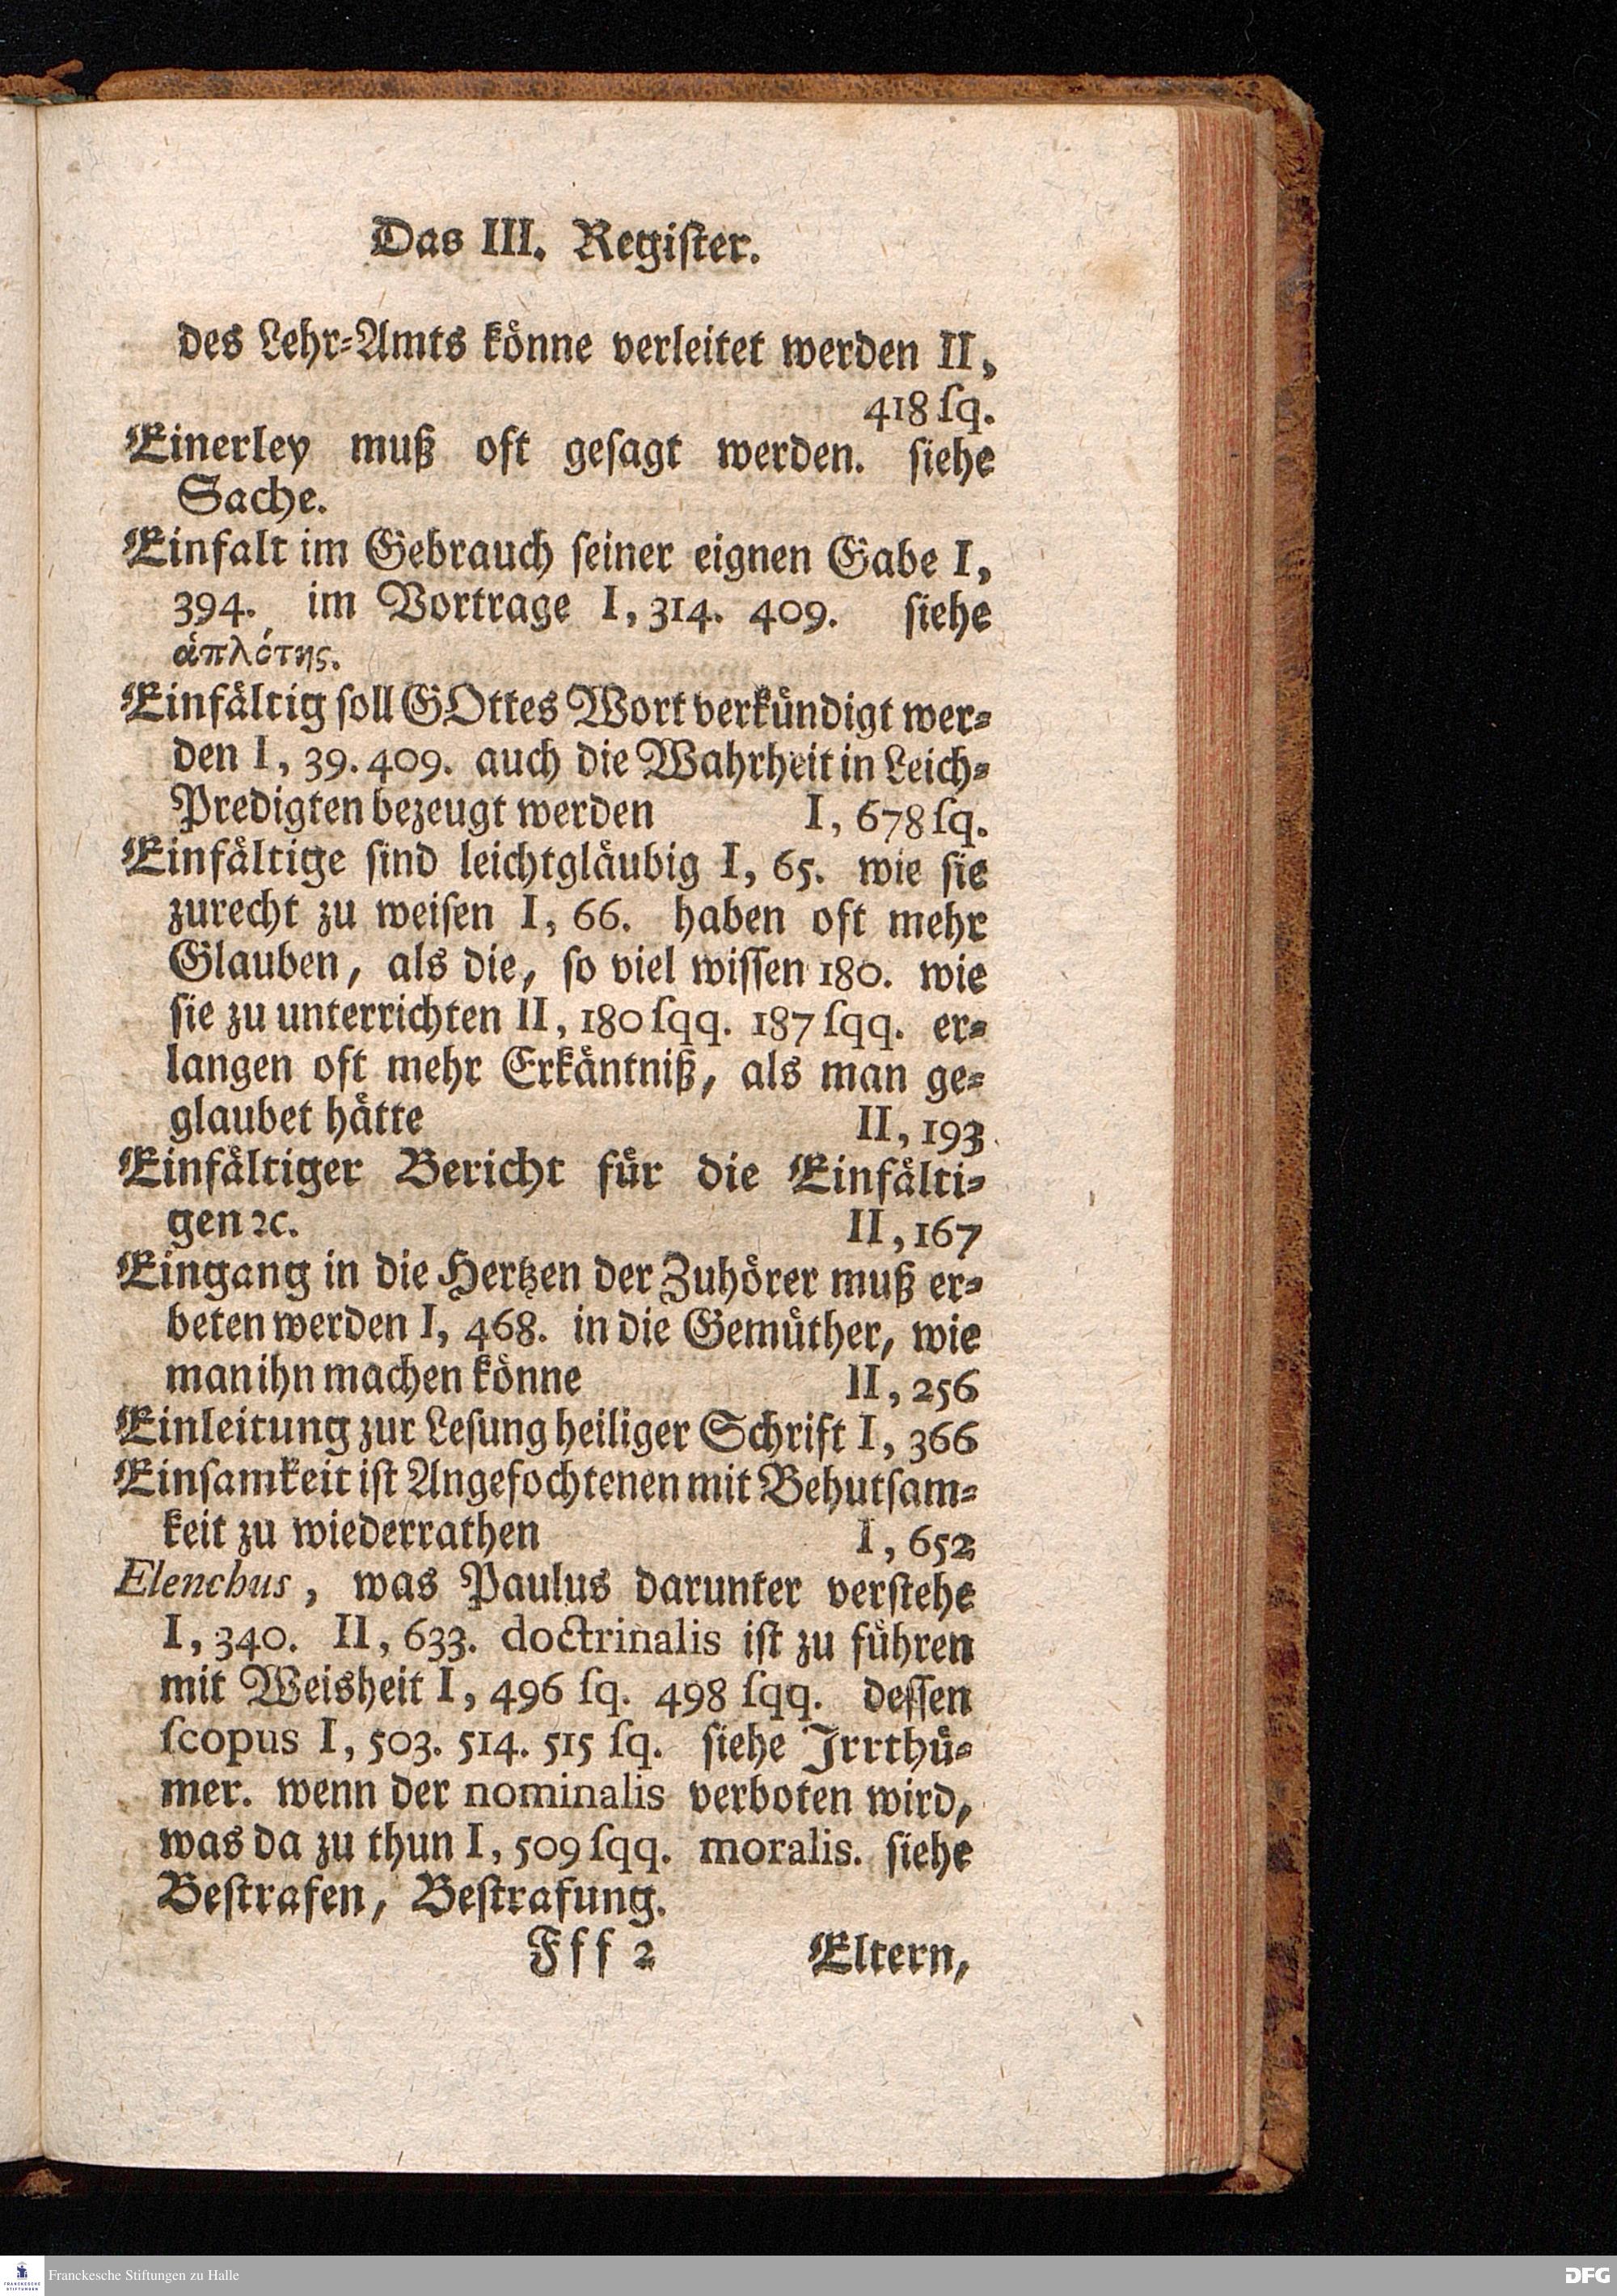 Das III. Register.
des Lehr-Amts könne verleitet werden II,
418 sq.
Einerley muß oft gesagt werden. siehe
Sache.
Einfalt im Gebrauch seiner eignen Gabe I,
394. im Vortrage I, 314. 409. siehe
ἁπλότης.
Einfältig soll GOttes Wort verkündigt wer-
den I, 39. 409. auch die Wahrheit in Leich-
Predigten bezeugt werden I, 678 sq.
Einfältige sind leichtgläubig I, 65. wie sie
zurecht zu weisen I, 66. haben oft mehr
Glauben, als die, so viel wissen 180. wie
sie zu unterrichten II, 180 sqq. 187 sqq. er-
langen oft mehr Erkäntniß, als man ge-
glaubet hätte II, 193.
Einfältiger Bericht für die Einfälti-
gen ꝛc. II, 167
Eingang in die Hertzen der Zuhörer muß er-
beten werden I, 468. in die Gemüther, wie
man ihn machen könne II, 256
Einleitung zur Lesung heiliger Schrift I, 366
Einsamkeit ist Angefochtenen mit Behutsam-
keit zu wiederrathen I, 652
Elenchus, was Paulus darunter verstehe
I, 340. II, 633. doctrinalis ist zu führen
mit Weisheit I, 496 sq. 498 sqq. dessen
scopus I, 503. 514. 515 sq. siehe Irrthü-
mer. wenn der nominalis verboten wird,
was da zu thun I, 509 sqq. moralis. siehe
Bestrafen, Bestrafung.
Fff 2 Eltern,
Franckesche Stiftungen zu Halle
FRANCKESCHE
STIFTUNGEN
DFG